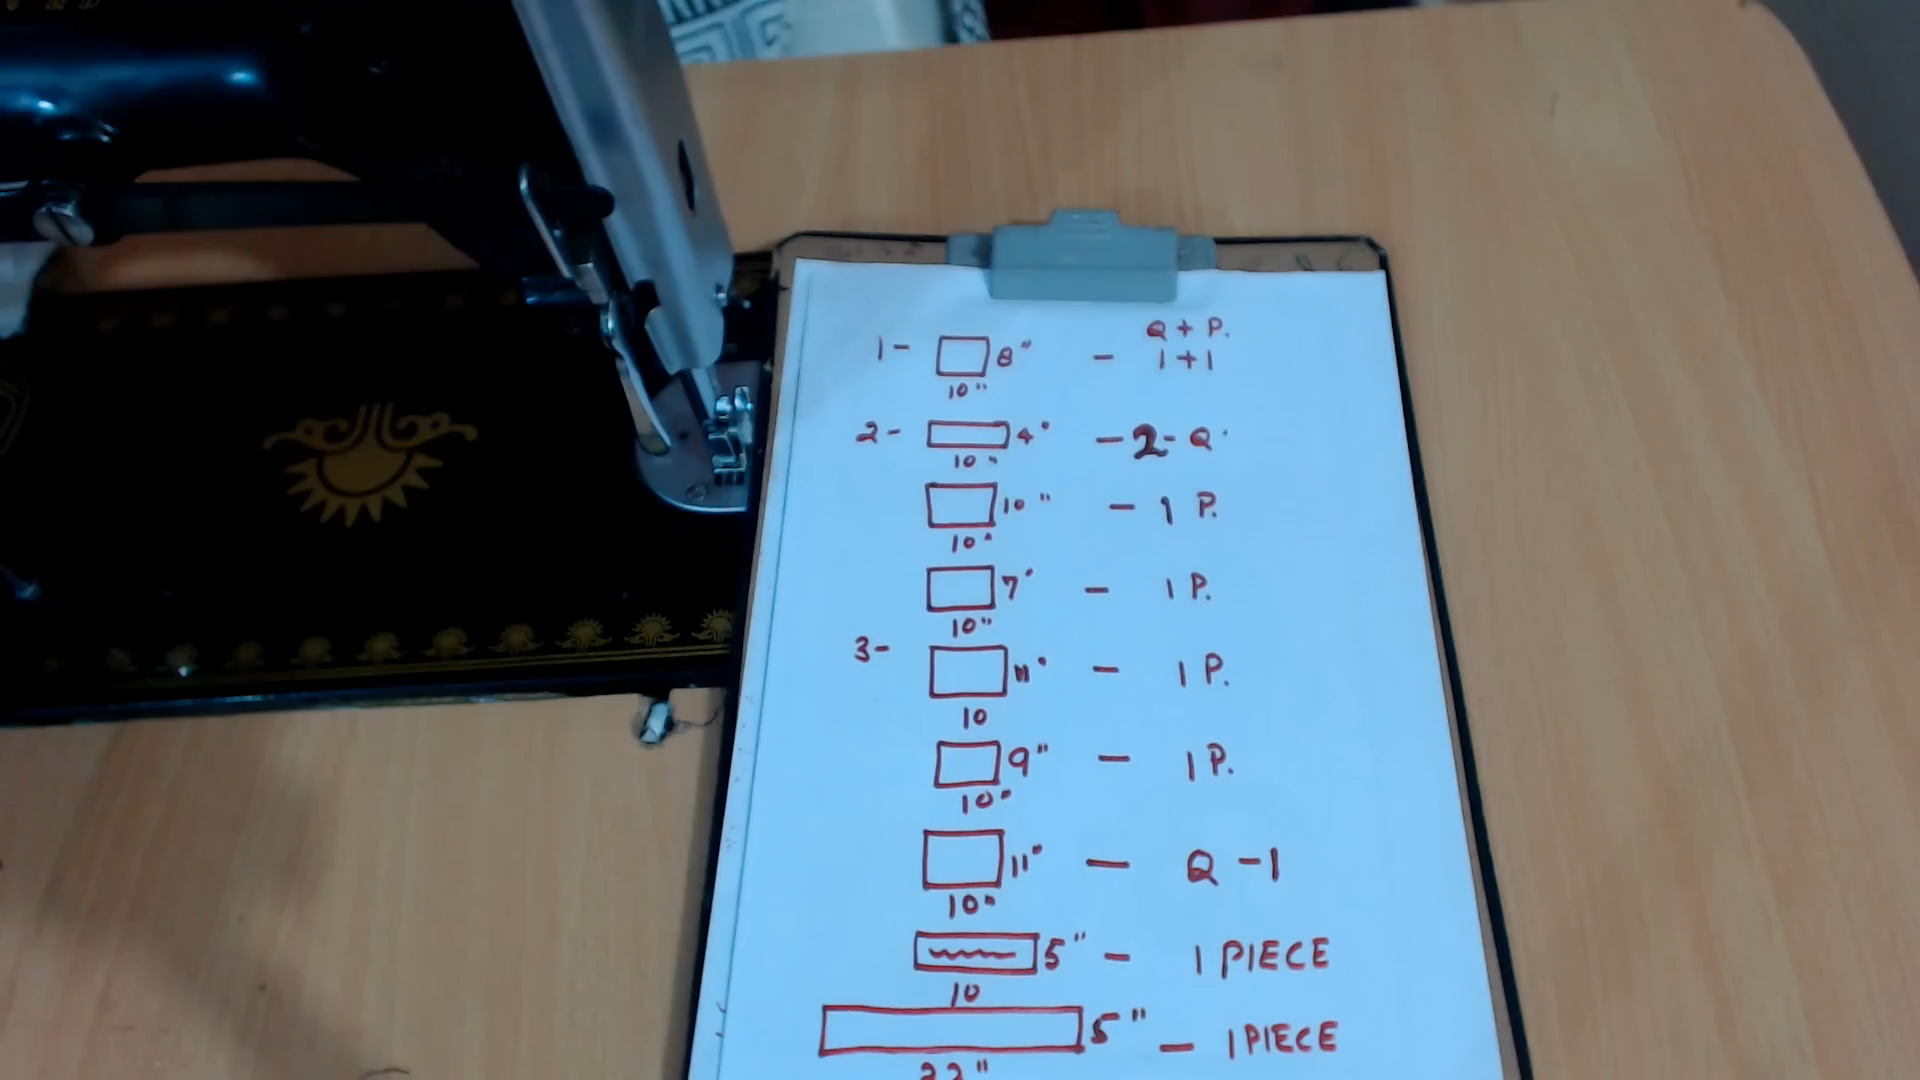 Q + P.
1- 8" - 1+1
10"
2- 4" - 2- Q.
10"
10" - 1 P.
10"
7" - 1 P.
10"
3- 11" - 1 P.
10
9" - 1 P.
10"
11" - Q -1
10"
5" - 1 PIECE
10
5" - 1 PIECE
22"